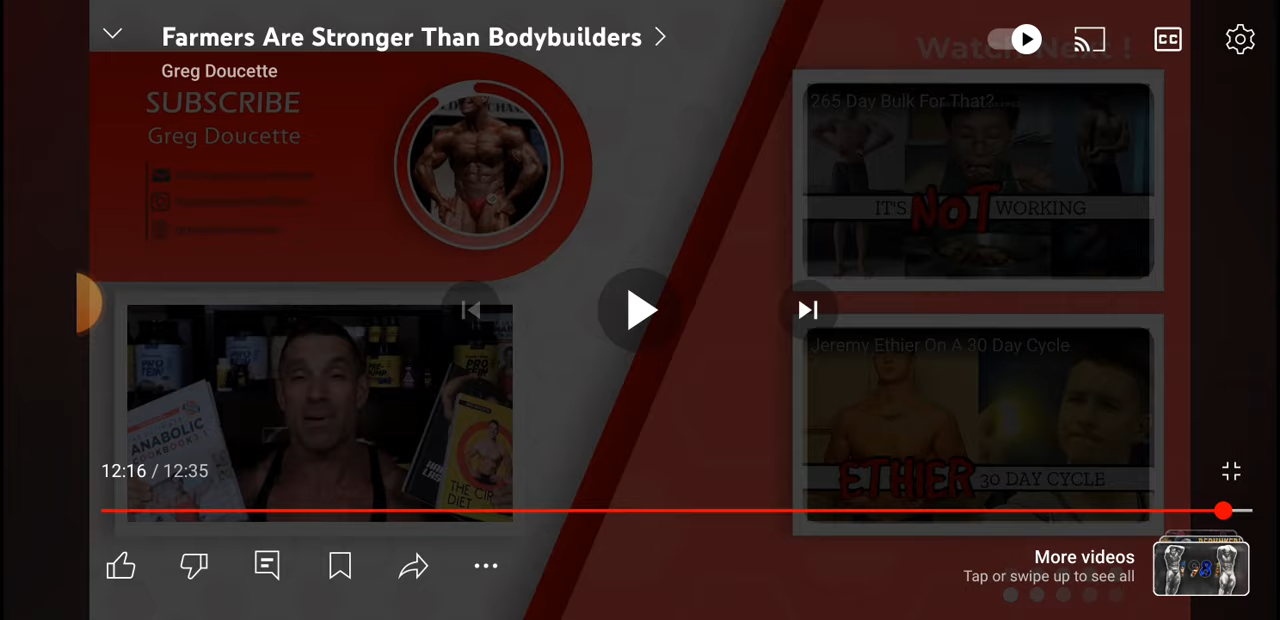 Farmers Are Stronger Than Bodybuilders
Watch Next !
Greg Doucette
SUBSCRIBE
Greg Doucette
265 Day Bulk For That?......
IT'S NOT WORKING
Jeremy Ethier On A 30 Day Cycle
ETHIER 30 DAY CYCLE
ANABOLIC
COOKBOOK
THE
DIET
12:16 / 12:35
More videos
Tap or swipe up to see all
CC